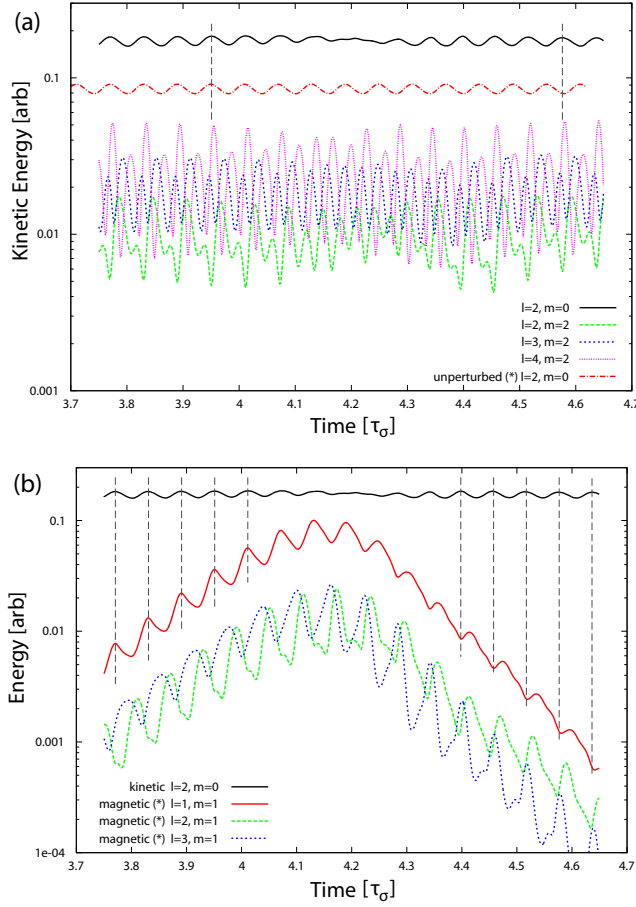 (a)
Kinetic Energy [arb]
0.1
0.01
0.001
l=2, m=0
l=2, m=2
l=3, m=2
l=4, m=2
unperturbed (*) l=2, m=0
3.7 3.8 3.9 4 4.1 4.2 4.3 4.4 4.5 4.6 4.7
Time [τσ]
(b)
Energy [arb]
0.1
0.01
0.001
1e-04
kinetic l=2, m=0
magnetic (*) l=1, m=1
magnetic (*) l=2, m=1
magnetic (*) l=3, m=1
3.7 3.8 3.9 4 4.1 4.2 4.3 4.4 4.5 4.6 4.7
Time [τσ]